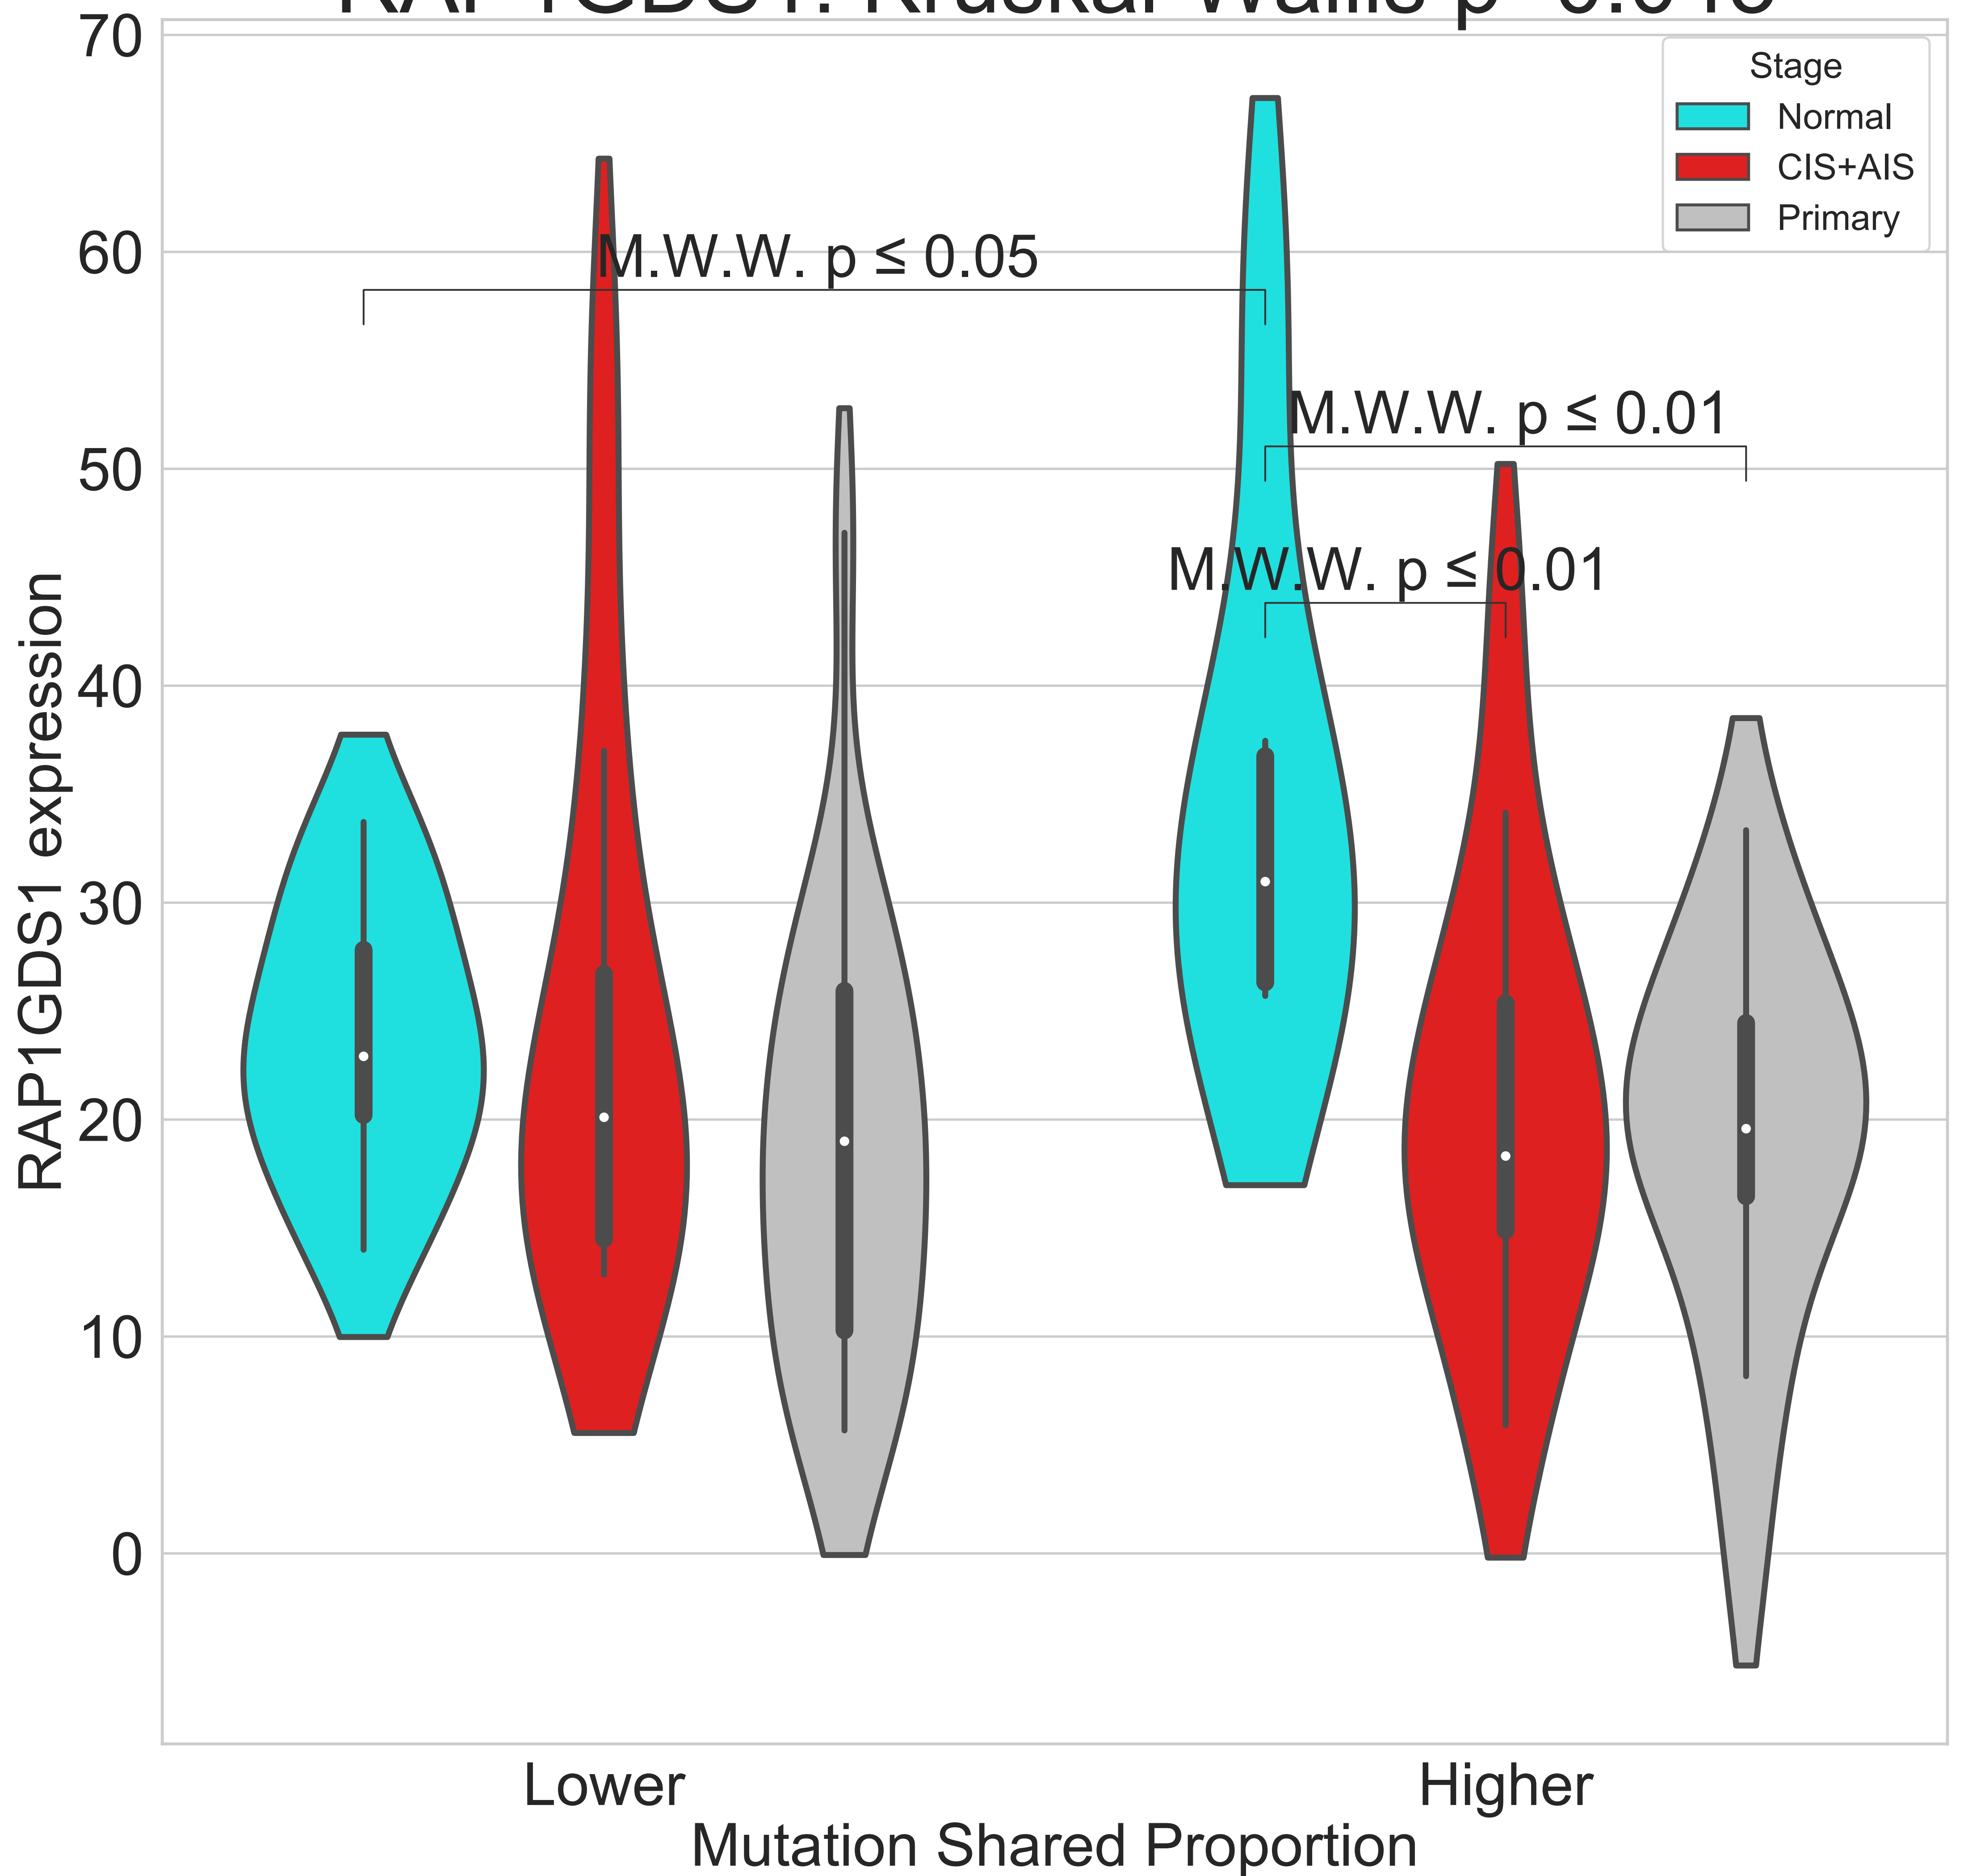 70
60
50
40
30
20
10
0
RAP1GDS1 expression
Stage
Normal
CIS+AIS
Primary
M.W.W. p ≤ 0.05
M.W.W. p ≤ 0.01
M.W.W. p ≤ 0.01
Lower
Higher
Mutation Shared Proportion